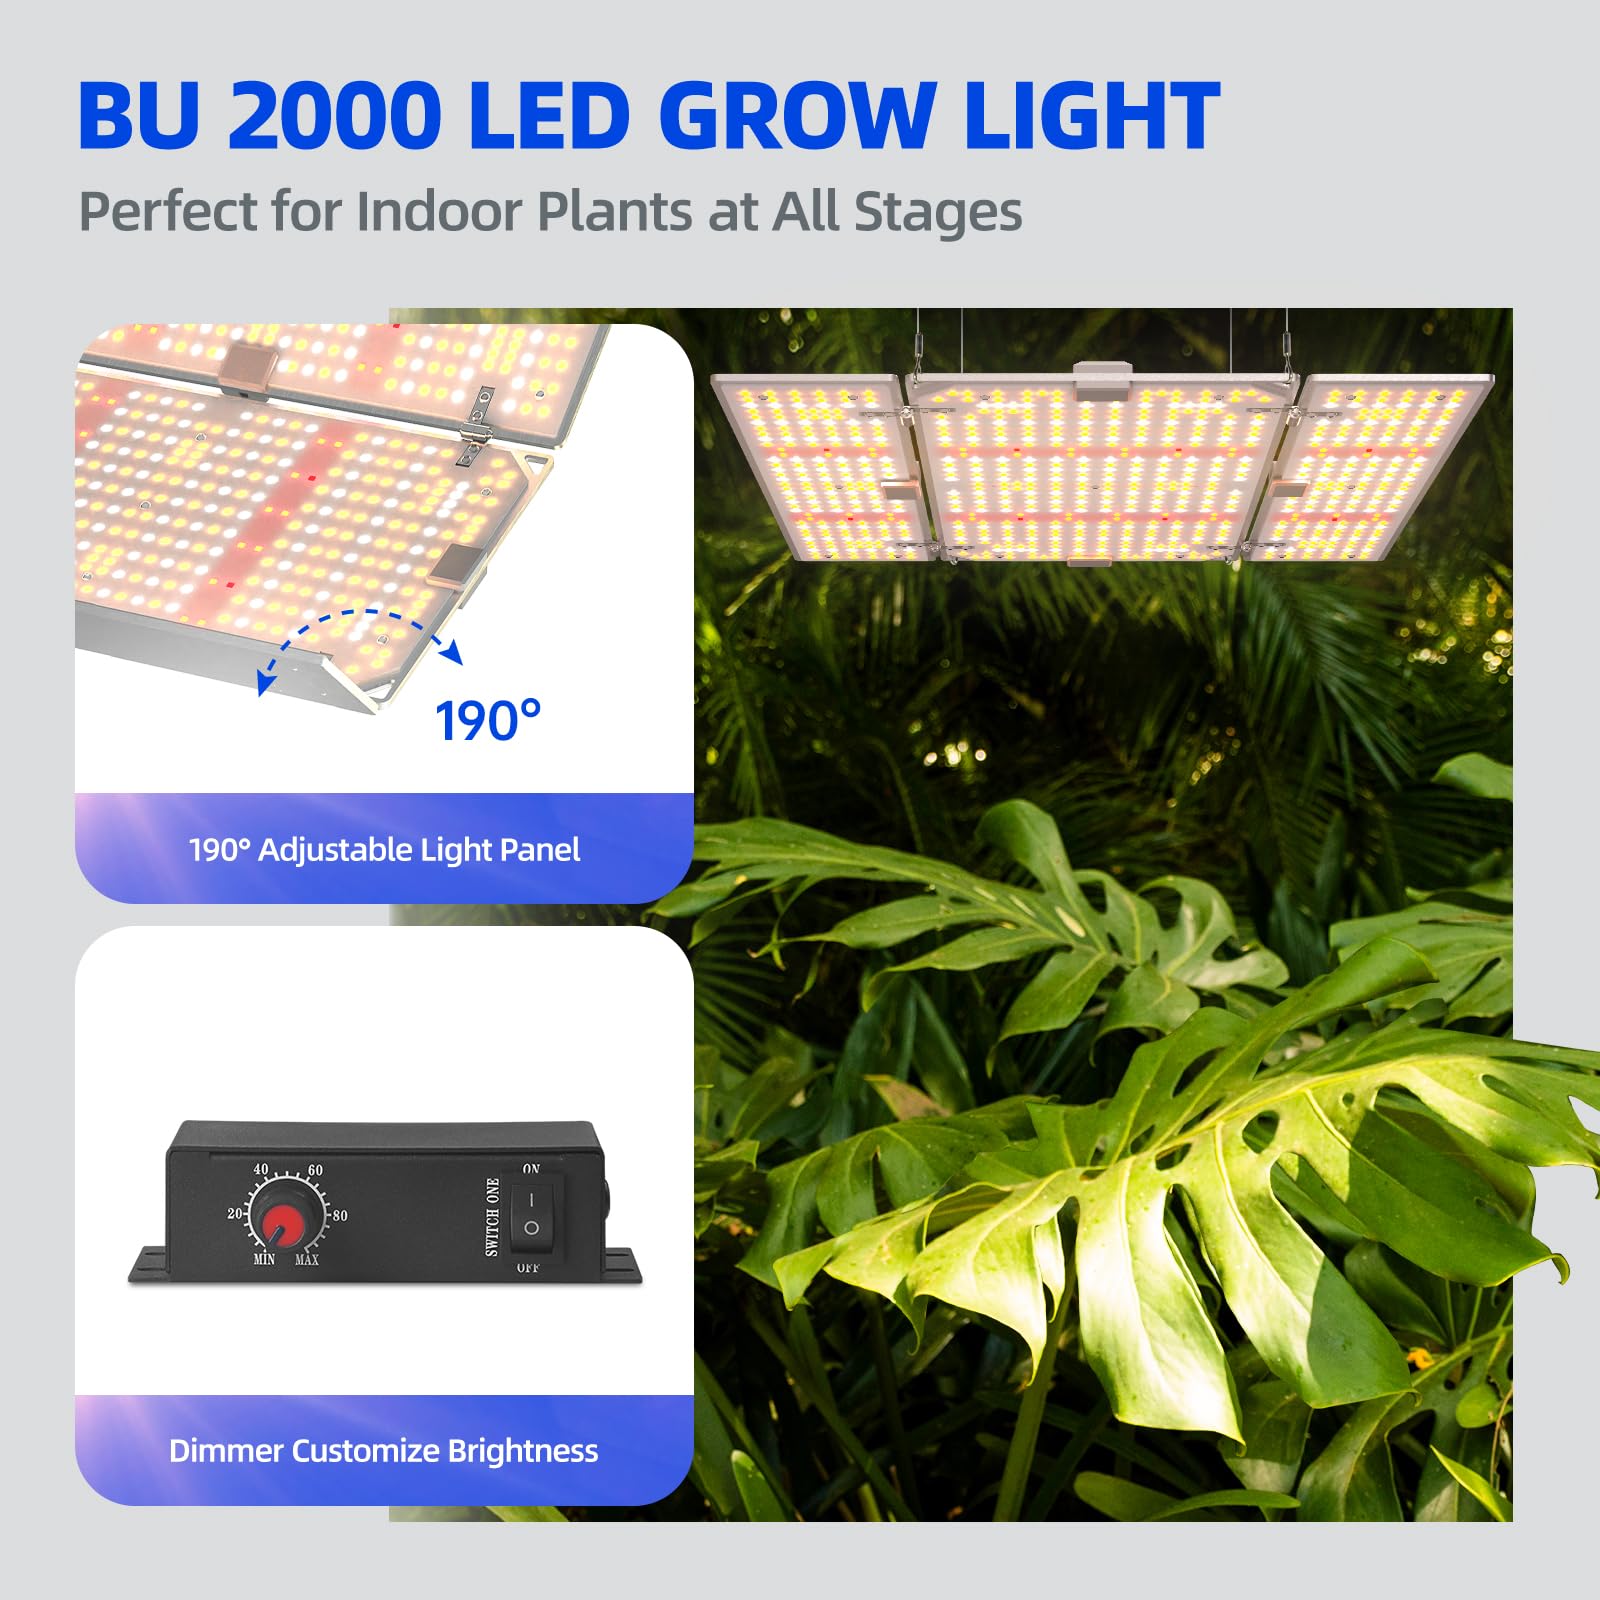 BU 2000 LED GROW LIGHT
Perfect for Indoor Plants at All Stages
190°
190° Adjustable Light Panel
40 60
20 80
MIN MAX
SWITCH ONE
ON
OFF
Dimmer Customize Brightness